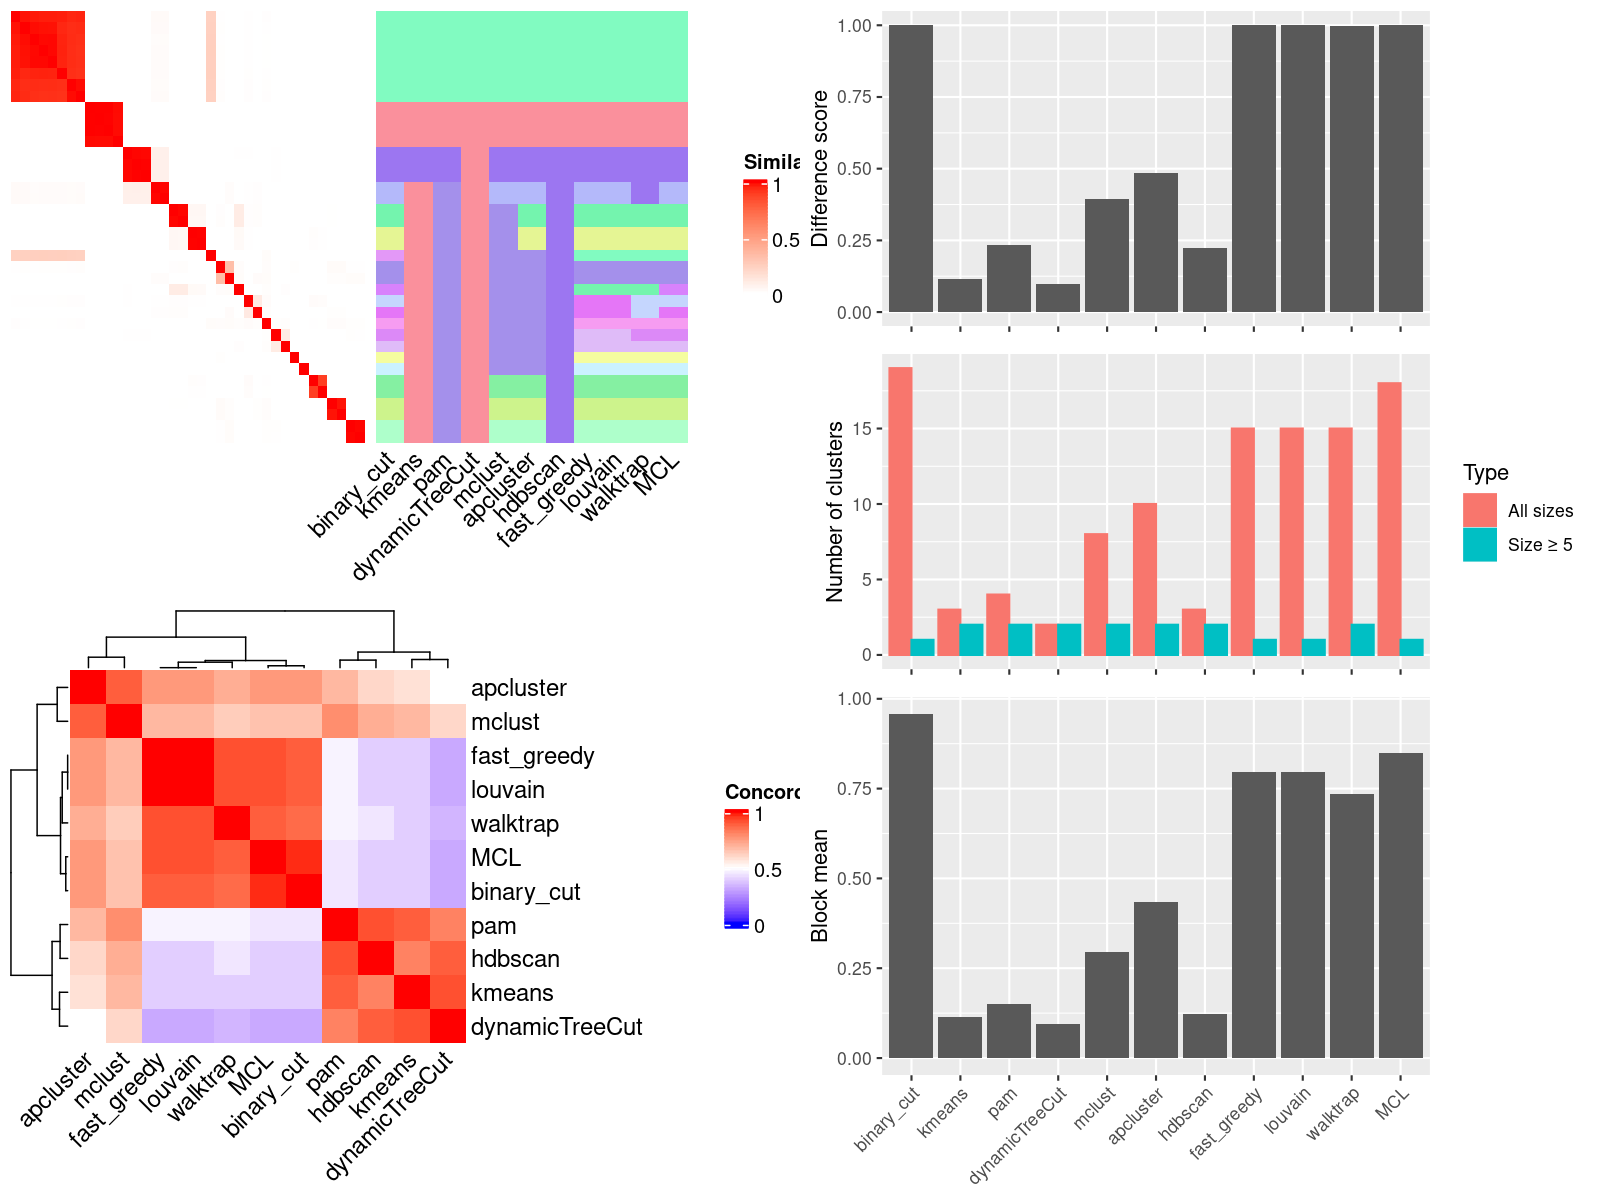 Simila
1
0.5
0
binary_cut
kmeans
pam
dynamicTreeCut
mclust
apcluster
hdbscan
fast_greedy
louvain
walktrap
MCL
Difference score
1.00
0.75
0.50
0.25
0.00
Number of clusters
15
10
5
0
Type
All sizes
Size ≥ 5
apcluster
mclust
fast_greedy
louvain
walktrap
MCL
binary_cut
pam
hdbscan
kmeans
dynamicTreeCut
apcluster
mclust
fast_greedy
louvain
walktrap
MCL
binary_cut
pam
hdbscan
kmeans
dynamicTreeCut
Concord
1
0.5
0
Block mean
1.00
0.75
0.50
0.25
0.00
binary_cut
kmeans
pam
dynamicTreeCut
mclust
apcluster
hdbscan
fast_greedy
louvain
walktrap
MCL